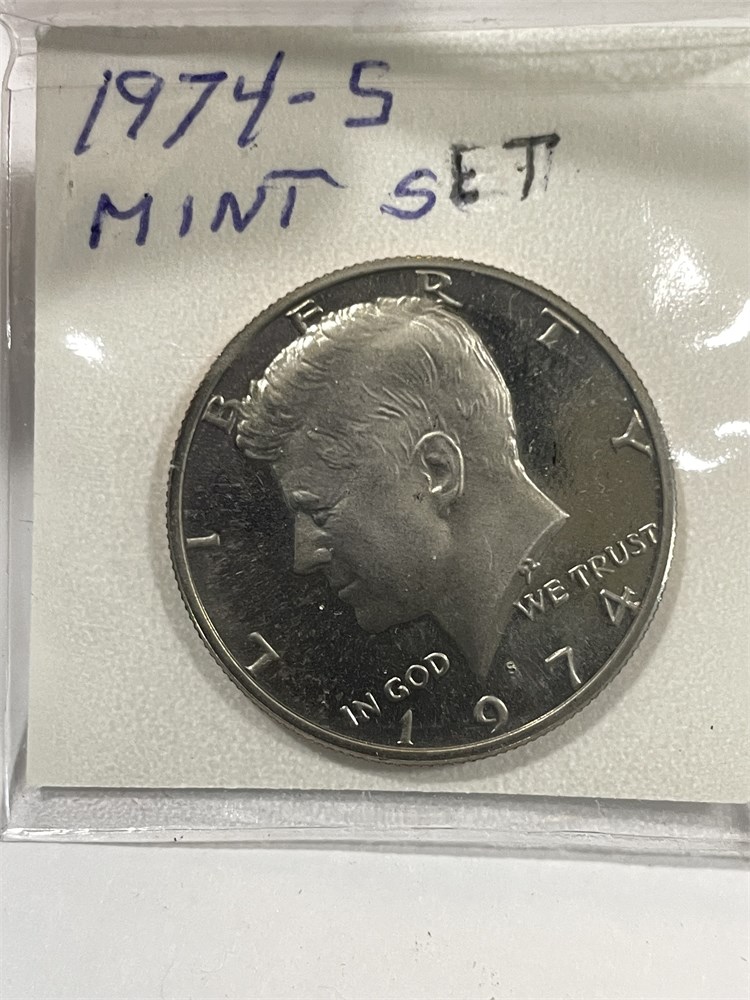 1974-S
MINT SET
LIBERTY
IN GOD WE TRUST
S
1974